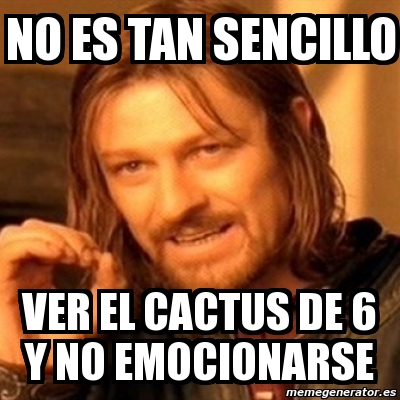 NO ES TAN SENCILLO
VER EL CACTUS DE 6
Y NO EMOCIONARSE
memegenerator.es